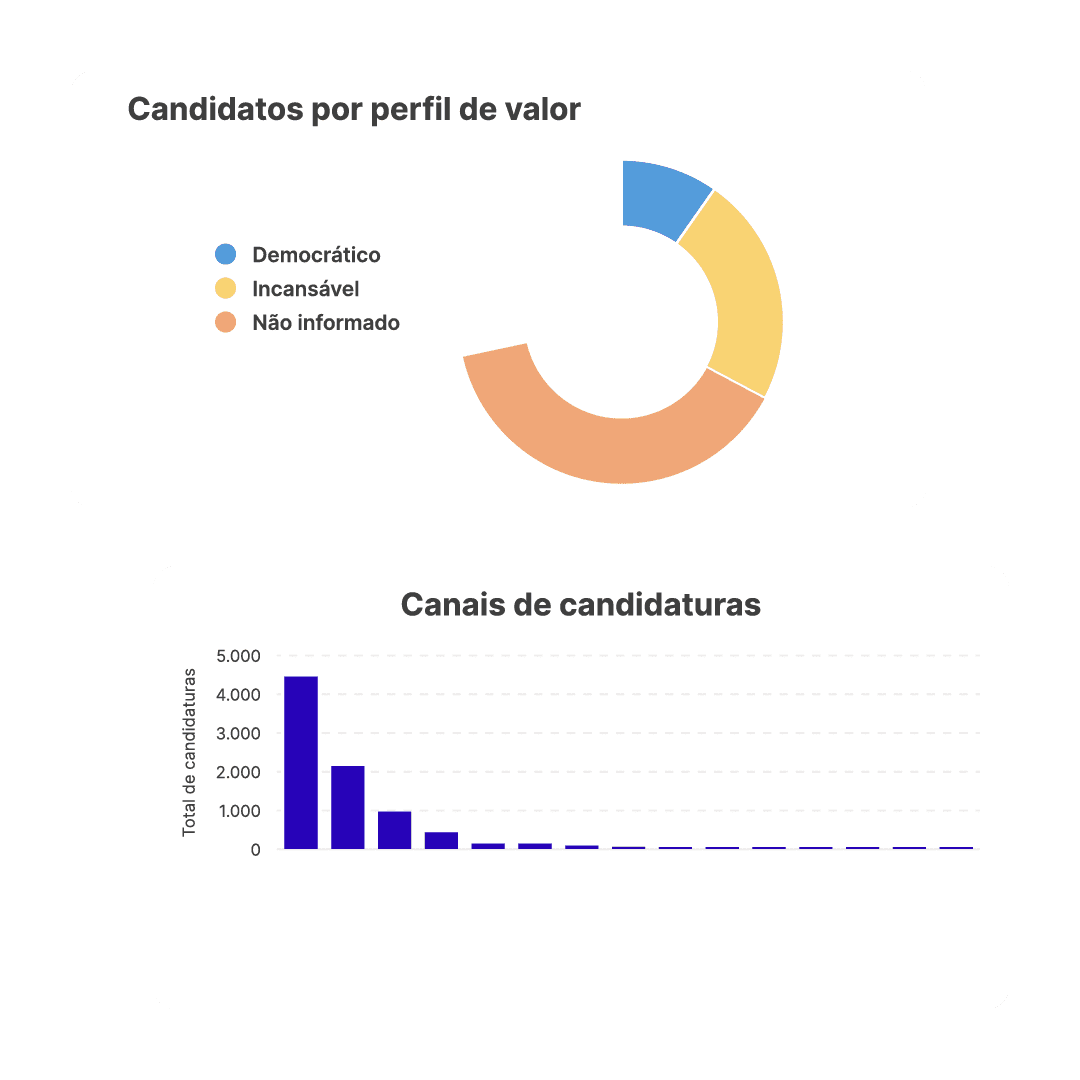 Candidatos por perfil de valor
Democrático
Incansável
Não informado
Canais de candidaturas
Total de candidaturas
5.000
4.000
3.000
2.000
1.000
0